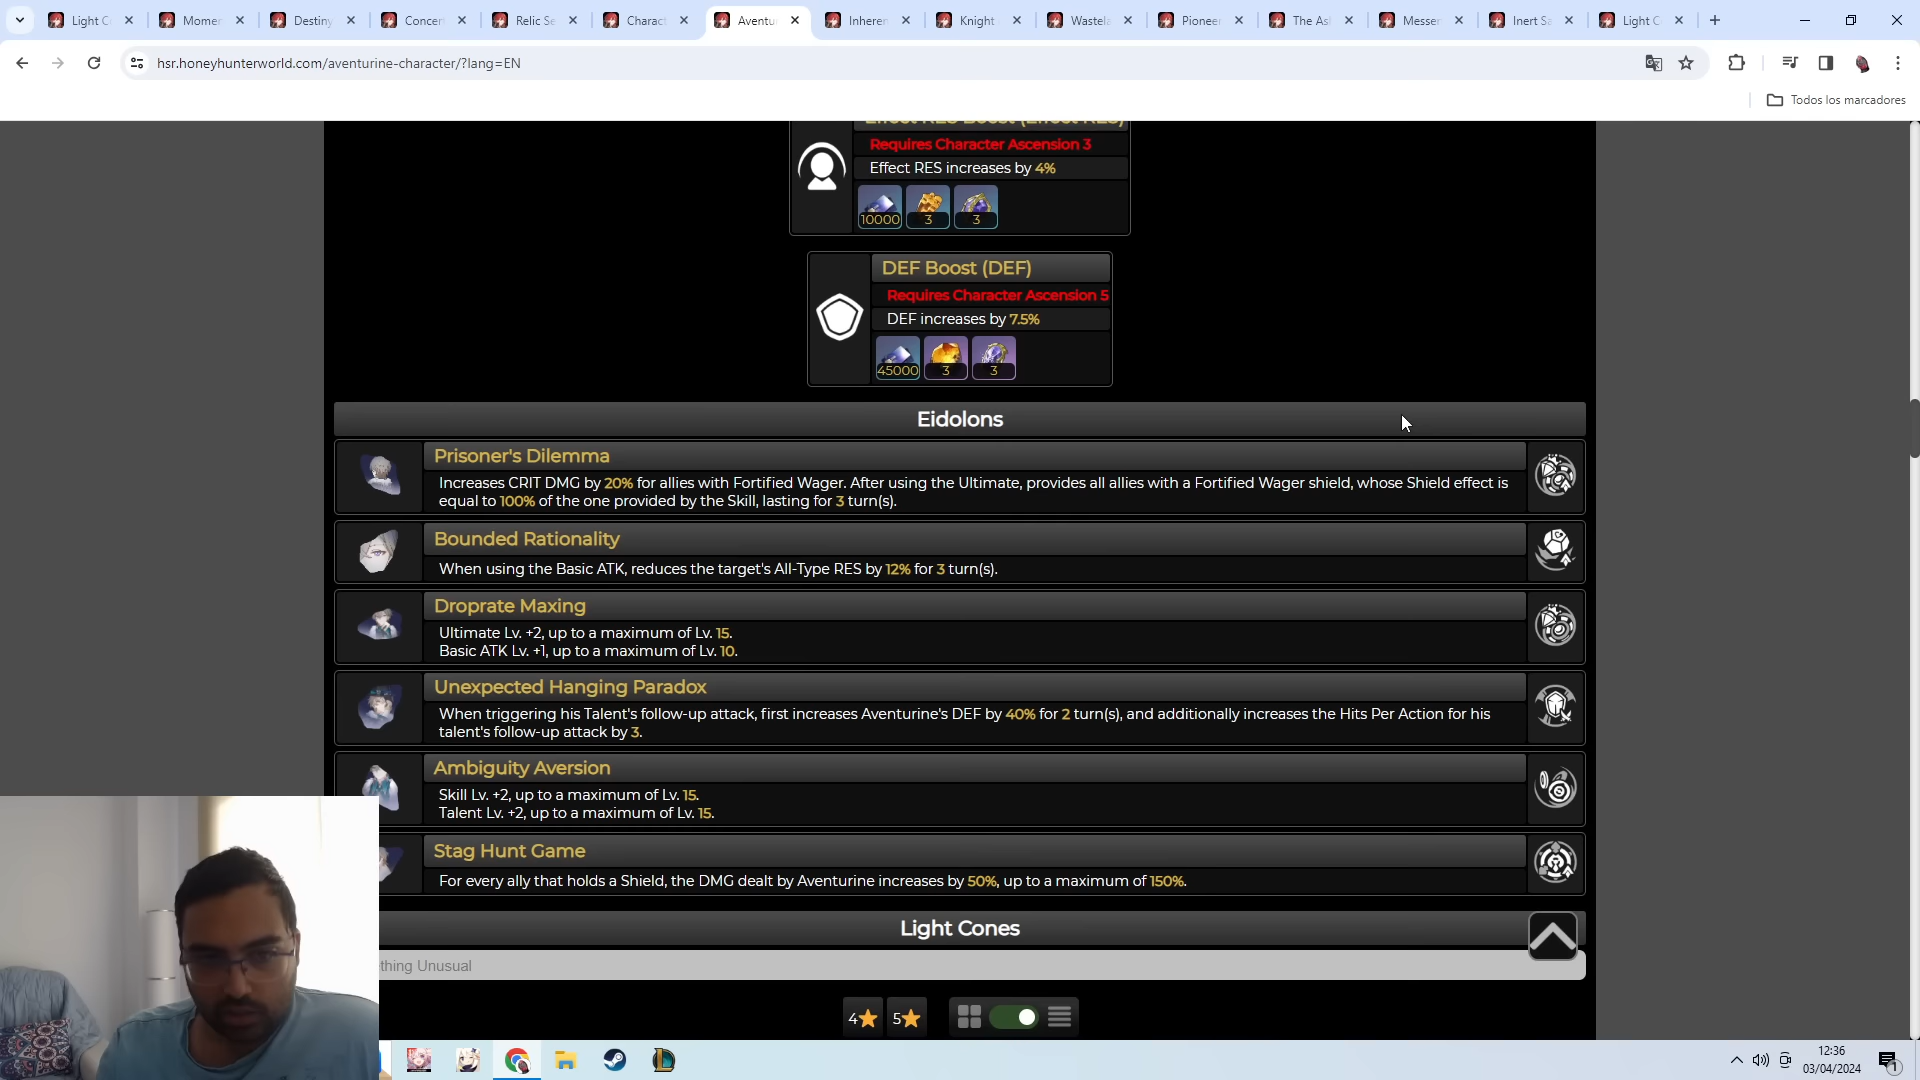 Light C
Momen
Destiny
Concer
Relic Se
Charact
Aventu
Inheren
Knight
Wastela
Pioneer
The As
Messen
Inert Sa
Light C
hsr.honeyhunterworld.com/aventurine-character/?lang=EN
Todos los marcadores
Effect RES Boost (Effect RES)
Requires Character Ascension 3
Effect RES increases by 4%
10000 3 3
DEF Boost (DEF)
Requires Character Ascension 5
DEF increases by 7.5%
45000 3 3
Eidolons
Prisoner's Dilemma
Increases CRIT DMG by 20% for allies with Fortified Wager. After using the Ultimate, provides all allies with a Fortified Wager shield, whose Shield effect is
equal to 100% of the one provided by the Skill, lasting for 3 turn(s).
Bounded Rationality
When using the Basic ATK, reduces the target's All-Type RES by 12% for 3 turn(s).
Droprate Maxing
Ultimate Lv. +2, up to a maximum of Lv. 15.
Basic ATK Lv. +1, up to a maximum of Lv. 10.
Unexpected Hanging Paradox
When triggering his Talent's follow-up attack, first increases Aventurine's DEF by 40% for 2 turn(s), and additionally increases the Hits Per Action for his
talent's follow-up attack by 3.
Ambiguity Aversion
Skill Lv. +2, up to a maximum of Lv. 15.
Talent Lv. +2, up to a maximum of Lv. 15.
Stag Hunt Game
For every ally that holds a Shield, the DMG dealt by Aventurine increases by 50%, up to a maximum of 150%.
Light Cones
thing Unusual
4 5
12:36
03/04/2024
1